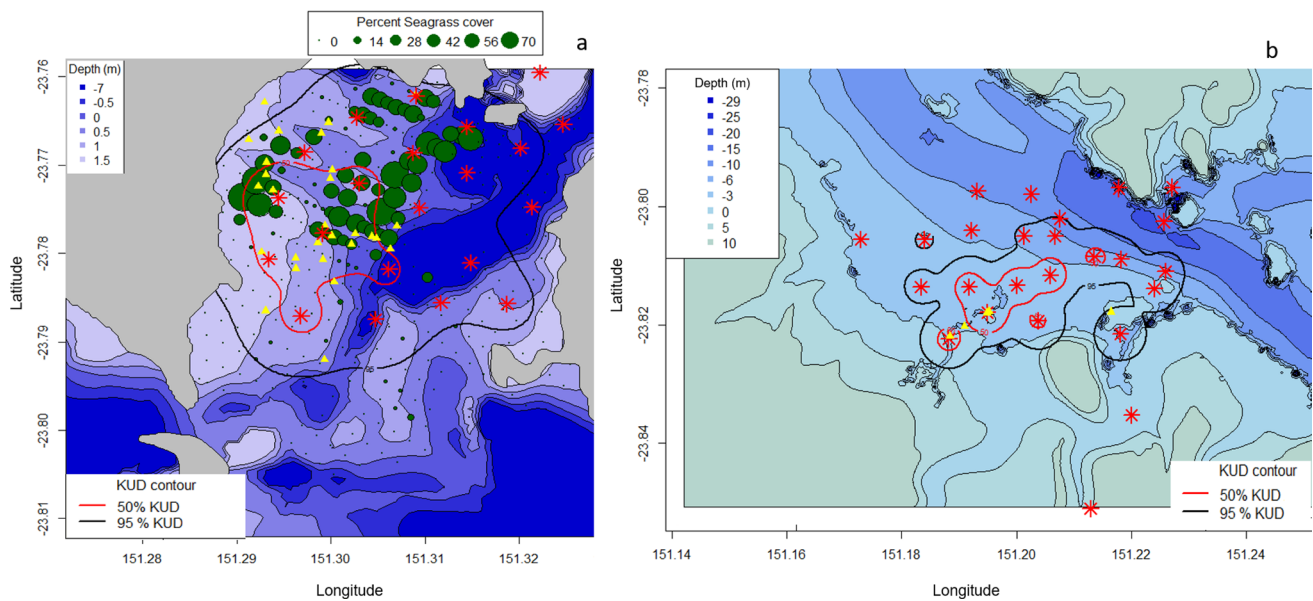 Percent Seagrass cover
0 14 28 42 56 70
a
Depth (m)
-7
-0.5
0
0.5
1
1.5
-23.76
-23.77
-23.78
-23.79
-23.80
-23.81
Latitude
50
95
KUD contour
50% KUD
95 % KUD
151.28 151.29 151.30 151.31 151.32
Longitude
b
Depth (m)
-29
-25
-20
-15
-10
-6
-3
0
5
10
-23.78
-23.80
-23.82
-23.84
Latitude
95
50
KUD contour
50% KUD
95 % KUD
151.14 151.16 151.18 151.20 151.22 151.24
Longitude